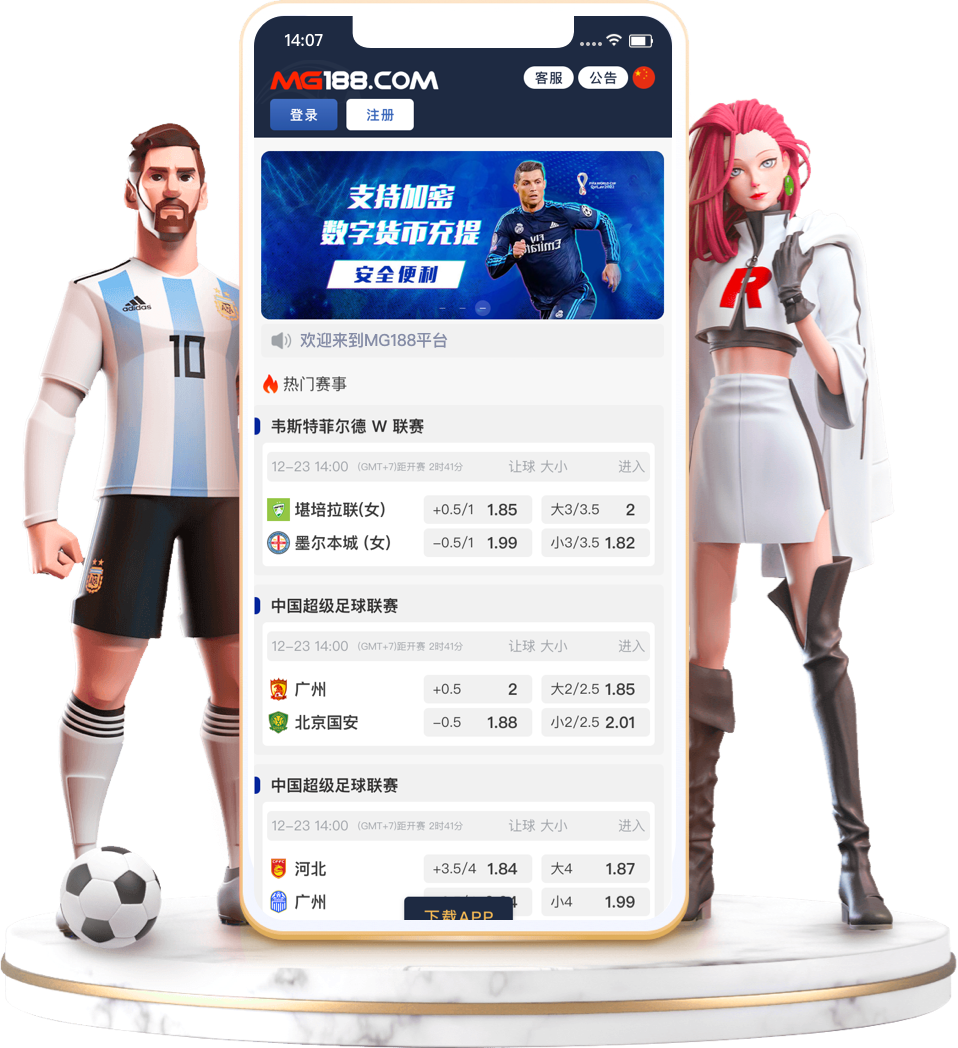 14:07
MG188.COM
客服 公告
登录 注册
支持加密
数字货币充提
安全便利
FIFA WORLD CUP
Qatar2022
Fly
Emirates
欢迎来到MG188平台
热门赛事
韦斯特菲尔德 W 联赛
12-23 14:00 (GMT+7)距开赛 2时41分 让球 大小 进入
堪培拉联(女) +0.5/1 1.85 大3/3.5 2
墨尔本城 (女) -0.5/1 1.99 小3/3.5 1.82
中国超级足球联赛
12-23 14:00 (GMT+7)距开赛 2时41分 让球 大小 进入
广州 +0.5 2 大2/2.5 1.85
北京国安 -0.5 1.88 小2/2.5 2.01
中国超级足球联赛
12-23 14:00 (GMT+7)距开赛 2时41分 让球 大小 进入
河北 +3.5/4 1.84 大4 1.87
广州 小4 1.99
下载APP
adidas
AFA
10
R